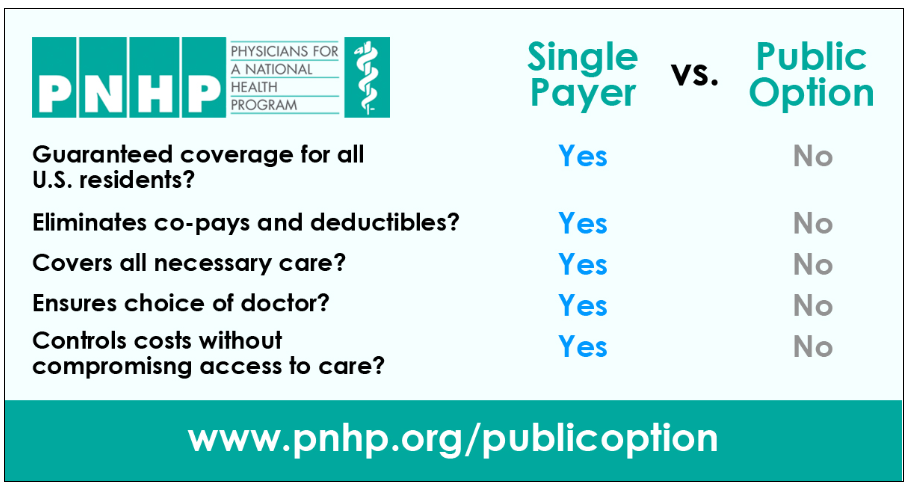 PNHP
PHYSICIANS FOR
A NATIONAL
HEALTH
PROGRAM
Single
Payer
vs.
Public
Option
Guaranteed coverage for all
U.S. residents?
Yes
No
Eliminates co-pays and deductibles?
Yes
No
Covers all necessary care?
Yes
No
Ensures choice of doctor?
Yes
No
Controls costs without
compromisng access to care?
Yes
No
www.pnhp.org/publicoption